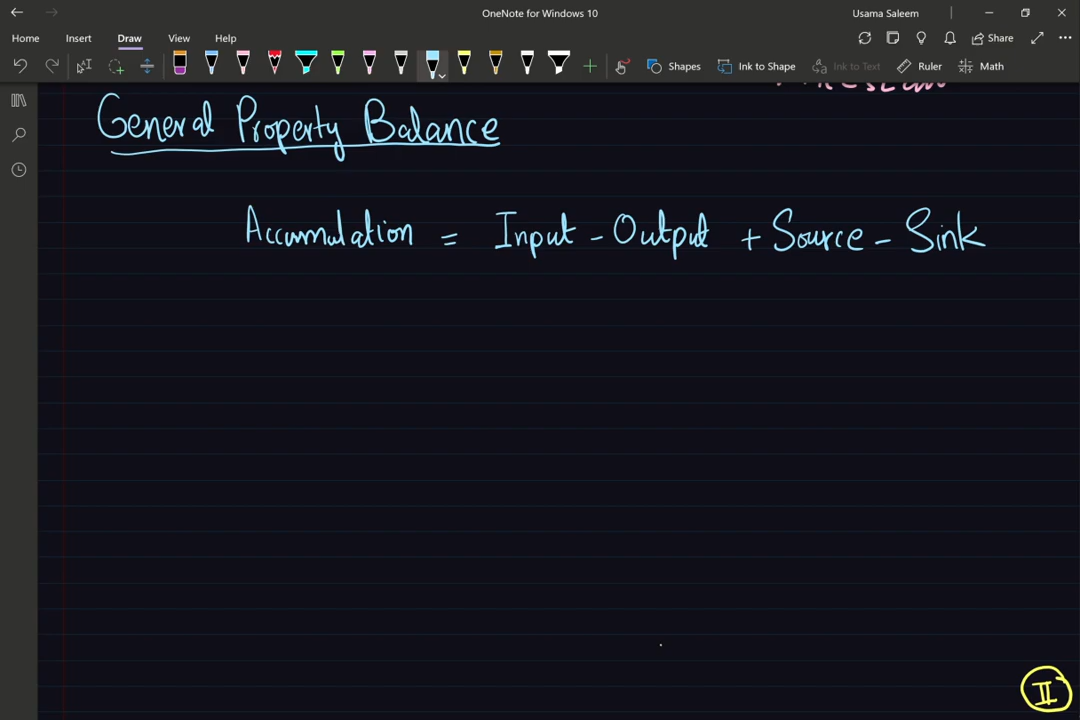 OneNote for Windows 10
Usama Saleem
Home Insert Draw View Help
Share
Shapes Ink to Shape Ink to Text Ruler Math
General Property Balance
Accumulation = Input - Output + Source - Sink
II